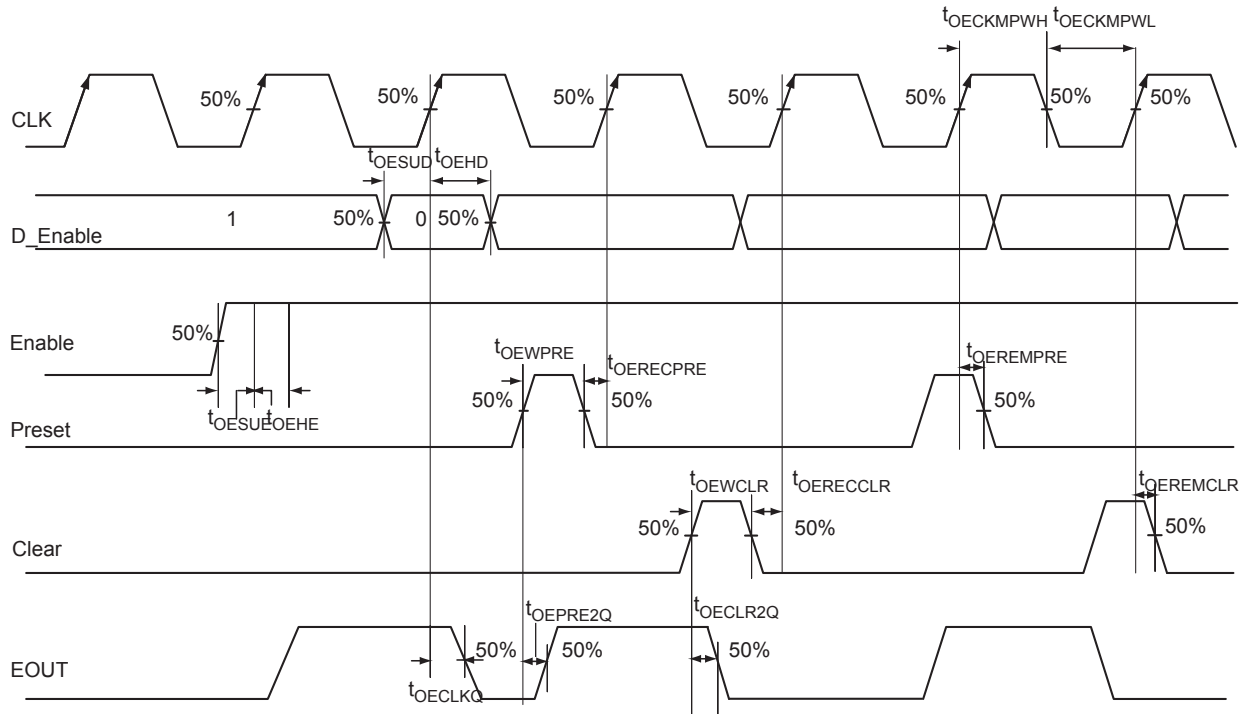 tOECKMPWH tOECKMPWL
CLK
50% 50% 50% 50% 50% 50% 50%
tOESUD tOEHD
D_Enable
1 50% 0 50%
Enable
50%
tOESUE tOEHE
tOEWPRE tOERECPRE tOEREMPRE
Preset
50% 50% 50%
tOEWCLR tOERECCLR tOEREMCLR
Clear
50% 50% 50%
tOEPRE2Q tOECLR2Q
EOUT
50% 50% 50%
tOECLKQ